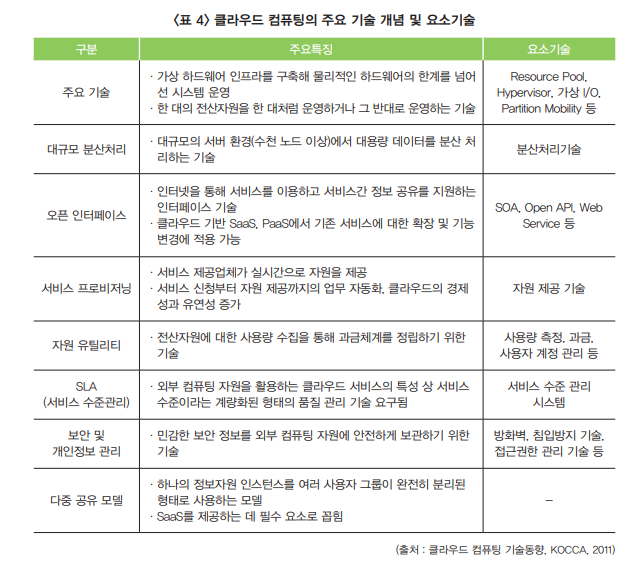 <표 4> 클라우드 컴퓨팅의 주요 기술 개념 및 요소기술
구분
주요특징
요소기술
주요 기술
· 가상 하드웨어 인프라를 구축해 물리적인 하드웨어의 한계를 넘어
선 시스템 운영
· 한 대의 전산자원을 한 대처럼 운영하거나 그 반대로 운영하는 기술
Resource Pool,
Hypervisor, 가상 I/O,
Partition Mobility 등
대규모 분산처리
· 대규모의 서버 환경(수천 노드 이상)에서 대용량 데이터를 분산 처
리하는 기술
분산처리기술
오픈 인터페이스
· 인터넷을 통해 서비스를 이용하고 서비스간 정보 공유를 지원하는
인터페이스 기술
· 클라우드 기반 SaaS, PaaS에서 기존 서비스에 대한 확장 및 기능
변경에 적용 가능
SOA, Open API, Web
Service 등
서비스 프로비저닝
· 서비스 제공업체가 실시간으로 자원을 제공
· 서비스 신청부터 자원 제공까지의 업무 자동화, 클라우드의 경제
성과 유연성 증가
자원 제공 기술
자원 유틸리티
· 전산자원에 대한 사용량 수집을 통해 과금체계를 정립하기 위한
기술
사용량 측정, 과금,
사용자 계정 관리 등
SLA
(서비스 수준관리)
· 외부 컴퓨팅 자원을 활용하는 클라우드 서비스의 특성 상 서비스
수준이라는 계량화된 형태의 품질 관리 기술 요구됨
서비스 수준 관리
시스템
보안 및
개인정보 관리
· 민감한 보안 정보를 외부 컴퓨팅 자원에 안전하게 보관하기 위한
기술
방화벽, 침입방지 기술,
접근권한 관리 기술 등
다중 공유 모델
· 하나의 정보자원 인스턴스를 여러 사용자 그룹이 완전히 분리된
형태로 사용하는 모델
· SaaS를 제공하는 데 필수 요소로 꼽힘
–
(출처 : 클라우드 컴퓨팅 기술동향, KOCCA, 2011)